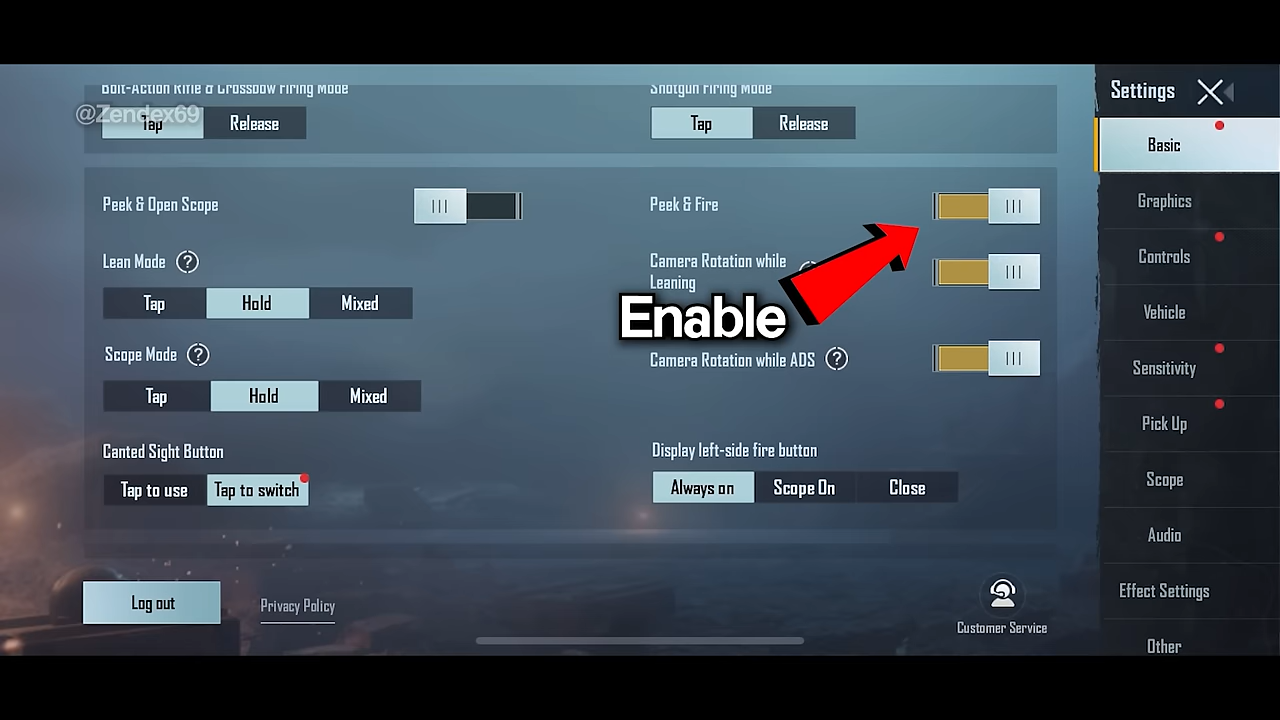 Bolt-Action Rifle & Crossbow Firing Mode
Shotgun Firing Mode
@Zendex69
Tap
Release
Tap
Release
Peek & Open Scope
Peek & Fire
Lean Mode ?
Camera Rotation while
Leaning
Tap
Hold
Mixed
Enable
Scope Mode ?
Camera Rotation while ADS ?
Tap
Hold
Mixed
Canted Sight Button
Display left-side fire button
Tap to use
Tap to switch
Always on
Scope On
Close
Log out
Privacy Policy
Customer Service
Settings
Basic
Graphics
Controls
Vehicle
Sensitivity
Pick Up
Scope
Audio
Effect Settings
Other